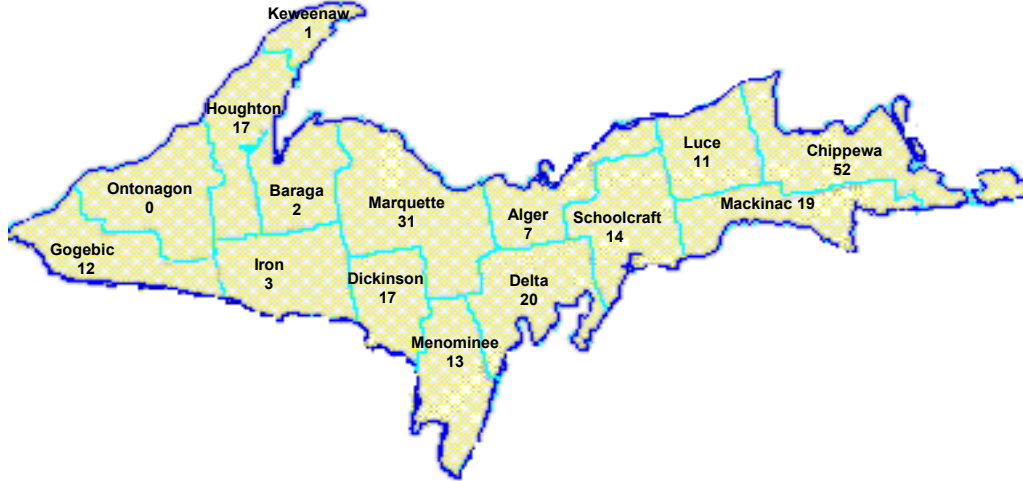 Keweenaw
1
Houghton
17
Ontonagon
0
Gogebic
12
Baraga
2
Iron
3
Marquette
31
Dickinson
17
Menominee
13
Alger
7
Delta
20
Schoolcraft
14
Luce
11
Mackinac 19
Chippewa
52